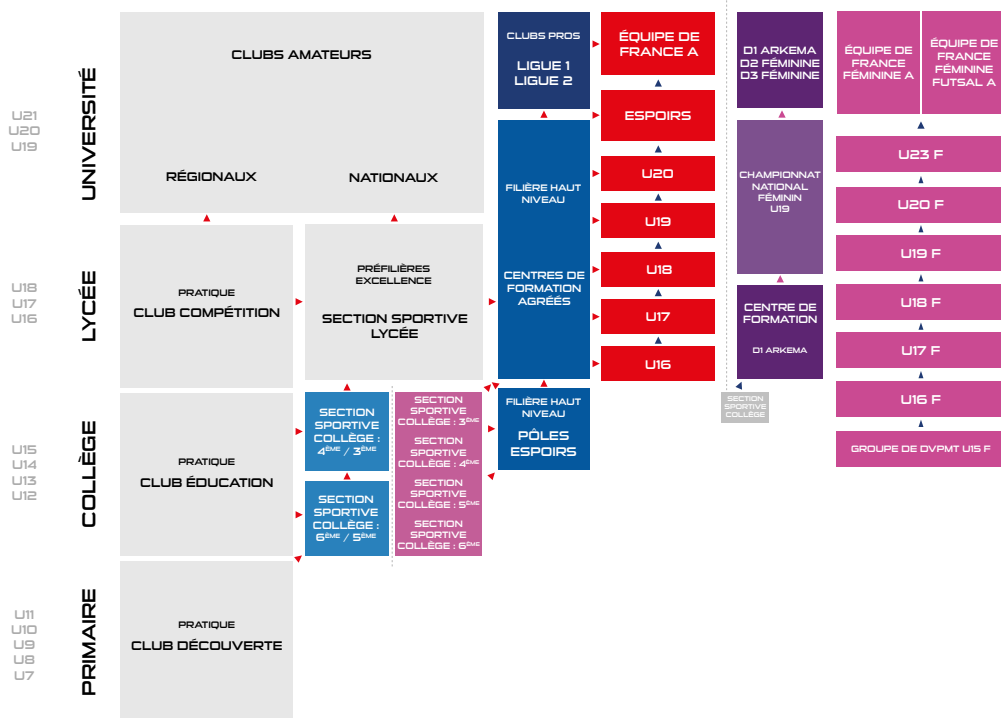 U21
U20
U19
UNIVERSITÉ
CLUBS AMATEURS
RÉGIONAUX
NATIONAUX
U18
U17
U16
LYCÉE
PRATIQUE
CLUB COMPÉTITION
PRÉFILIÈRES
EXCELLENCE
SECTION SPORTIVE
LYCÉE
U15
U14
U13
U12
COLLÈGE
PRATIQUE
CLUB ÉDUCATION
SECTION
SPORTIVE
COLLÈGE :
4ÈME / 3ÈME
SECTION
SPORTIVE
COLLÈGE :
6ÈME / 5ÈME
SECTION
SPORTIVE
COLLÈGE : 3ÈME
SECTION
SPORTIVE
COLLÈGE : 4ÈME
SECTION
SPORTIVE
COLLÈGE : 5ÈME
SECTION
SPORTIVE
COLLÈGE : 6ÈME
U11
U10
U9
U8
U7
PRIMAIRE
PRATIQUE
CLUB DÉCOUVERTE
CLUBS PROS
LIGUE 1
LIGUE 2
FILIÈRE HAUT
NIVEAU
CENTRES DE
FORMATION
AGRÉÉS
FILIÈRE HAUT
NIVEAU
PÔLES
ESPOIRS
ÉQUIPE DE
FRANCE A
ESPOIRS
U20
U19
U18
U17
U16
D1 ARKEMA
D2 FÉMININE
D3 FÉMININE
CHAMPIONNAT
NATIONAL
FÉMININ
U19
CENTRE DE
FORMATION
D1 ARKEMA
SECTION
SPORTIVE
COLLÈGE
ÉQUIPE DE
FRANCE
FÉMININE A
ÉQUIPE DE
FRANCE
FÉMININE
FUTSAL A
U23 F
U20 F
U19 F
U18 F
U17 F
U16 F
GROUPE DE DVPMT U15 F